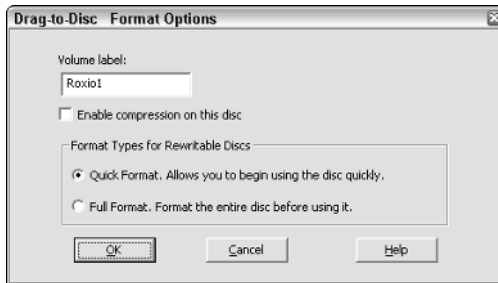 Drag-to-Disc Format Options
Volume label:
Roxio1
Enable compression on this disc
Format Types for Rewritable Discs
Quick Format. Allows you to begin using the disc quickly.
Full Format. Format the entire disc before using it.
OK Cancel Help